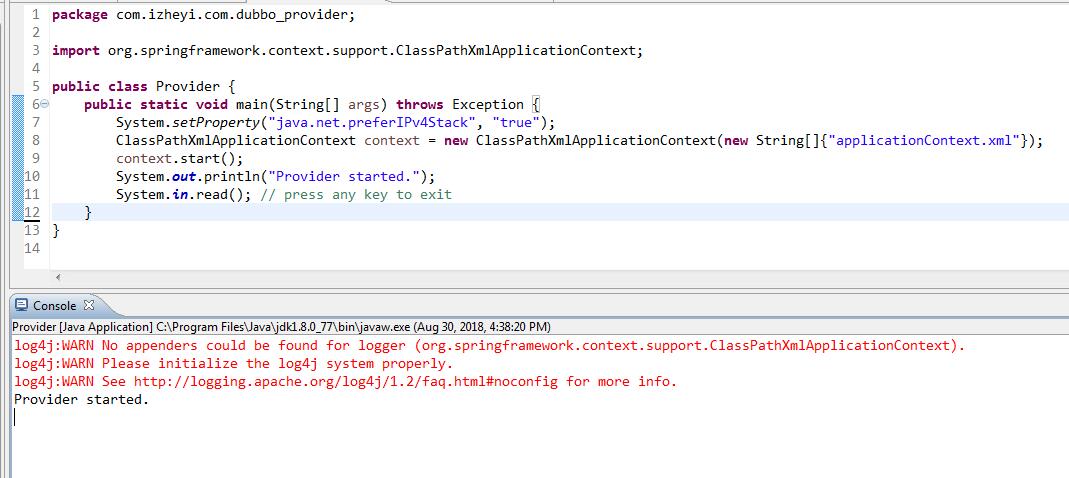 1 package com.izheyi.com.dubbo_provider;
2
3 import org.springframework.context.support.ClassPathXmlApplicationContext;
4
5 public class Provider {
6     public static void main(String[] args) throws Exception {
7         System.setProperty("java.net.preferIPv4Stack", "true");
8         ClassPathXmlApplicationContext context = new ClassPathXmlApplicationContext(new String[]{"applicationContext.xml"});
9         context.start();
10         System.out.println("Provider started.");
11         System.in.read(); // press any key to exit
12     }
13 }
14
Console
Provider [Java Application] C:\Program Files\Java\jdk1.8.0_77\bin\javaw.exe (Aug 30, 2018, 4:38:20 PM)
log4j:WARN No appenders could be found for logger (org.springframework.context.support.ClassPathXmlApplicationContext).
log4j:WARN Please initialize the log4j system properly.
log4j:WARN See http://logging.apache.org/log4j/1.2/faq.html#noconfig for more info.
Provider started.